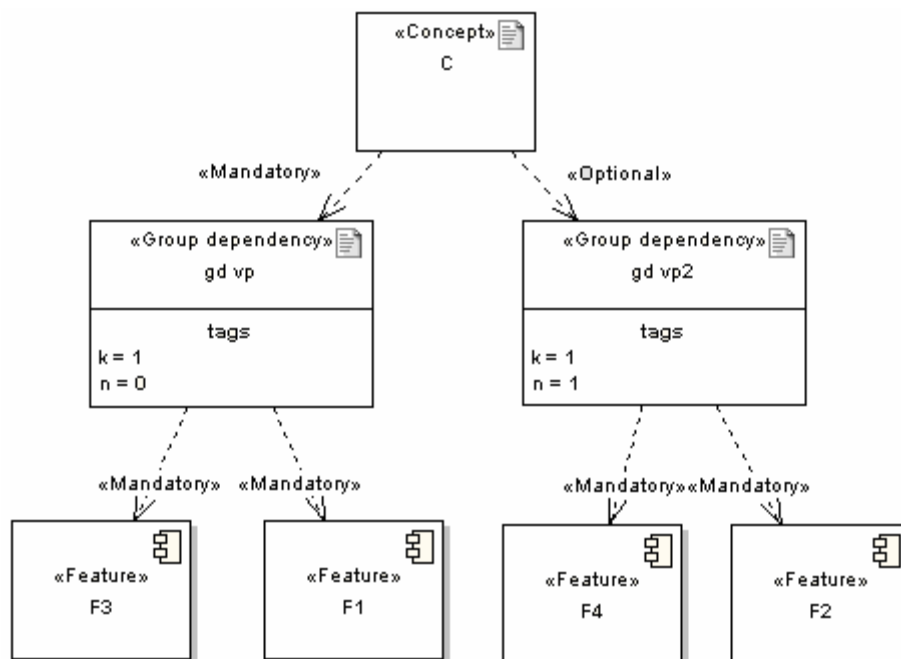 «Concept»
C
«Mandatory»
«Optional»
«Group dependency»
gd vp
tags
k = 1
n = 0
«Group dependency»
gd vp2
tags
k = 1
n = 1
«Mandatory»
«Mandatory»
«Mandatory»
«Mandatory»
«Feature»
F3
«Feature»
F1
«Feature»
F4
«Feature»
F2